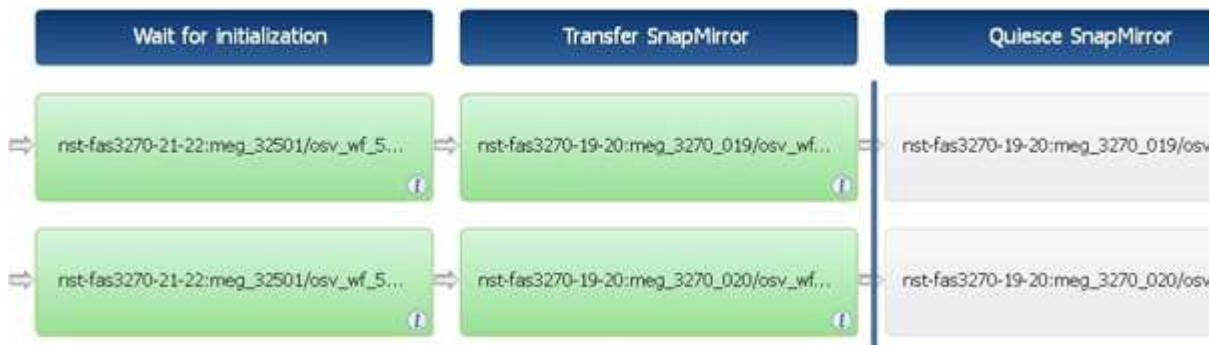 Wait for initialization
Transfer SnapMirror
Quiesce SnapMirror
nst-fas3270-21-22:meg_32501/osv_wf_5...
nst-fas3270-19-20:meg_3270_019/osv_wf...
nst-fas3270-19-20:meg_3270_019/osv
nst-fas3270-21-22:meg_32501/osv_wf_5...
nst-fas3270-19-20:meg_3270_020/osv_wf...
nst-fas3270-19-20:meg_3270_020/osv